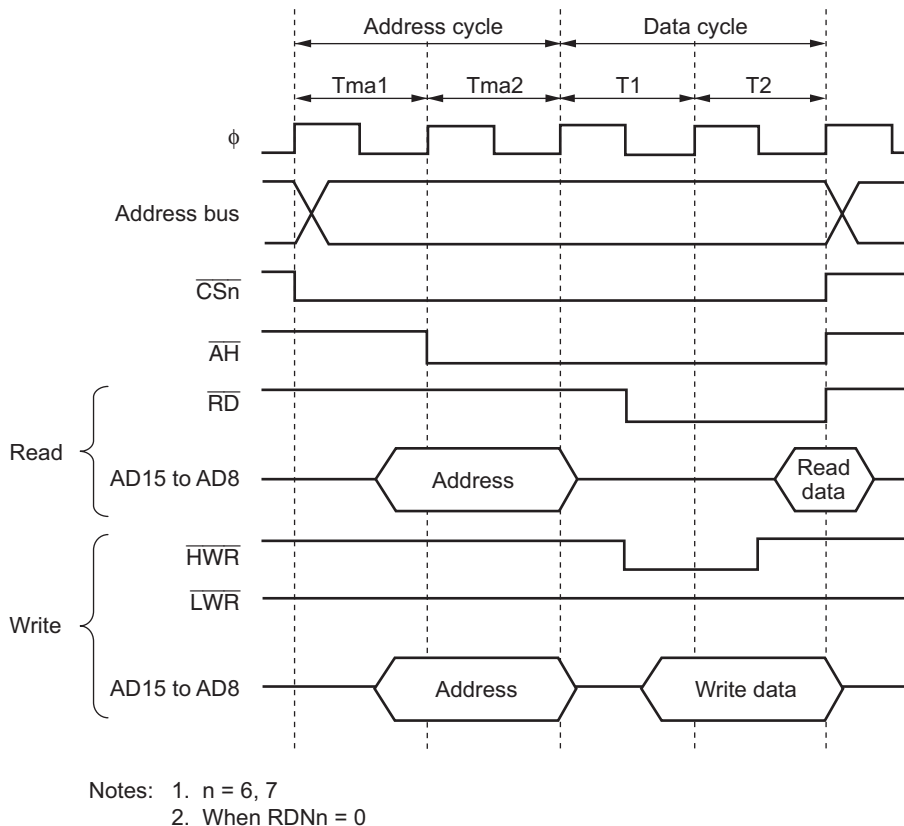 Address cycle Data cycle
Tma1 Tma2 T1 T2
ϕ
Address bus
CSn
AH
RD
Read
AD15 to AD8 Address Read data
HWR
LWR
Write
AD15 to AD8 Address Write data
Notes: 1. n = 6, 7
2. When RDNn = 0